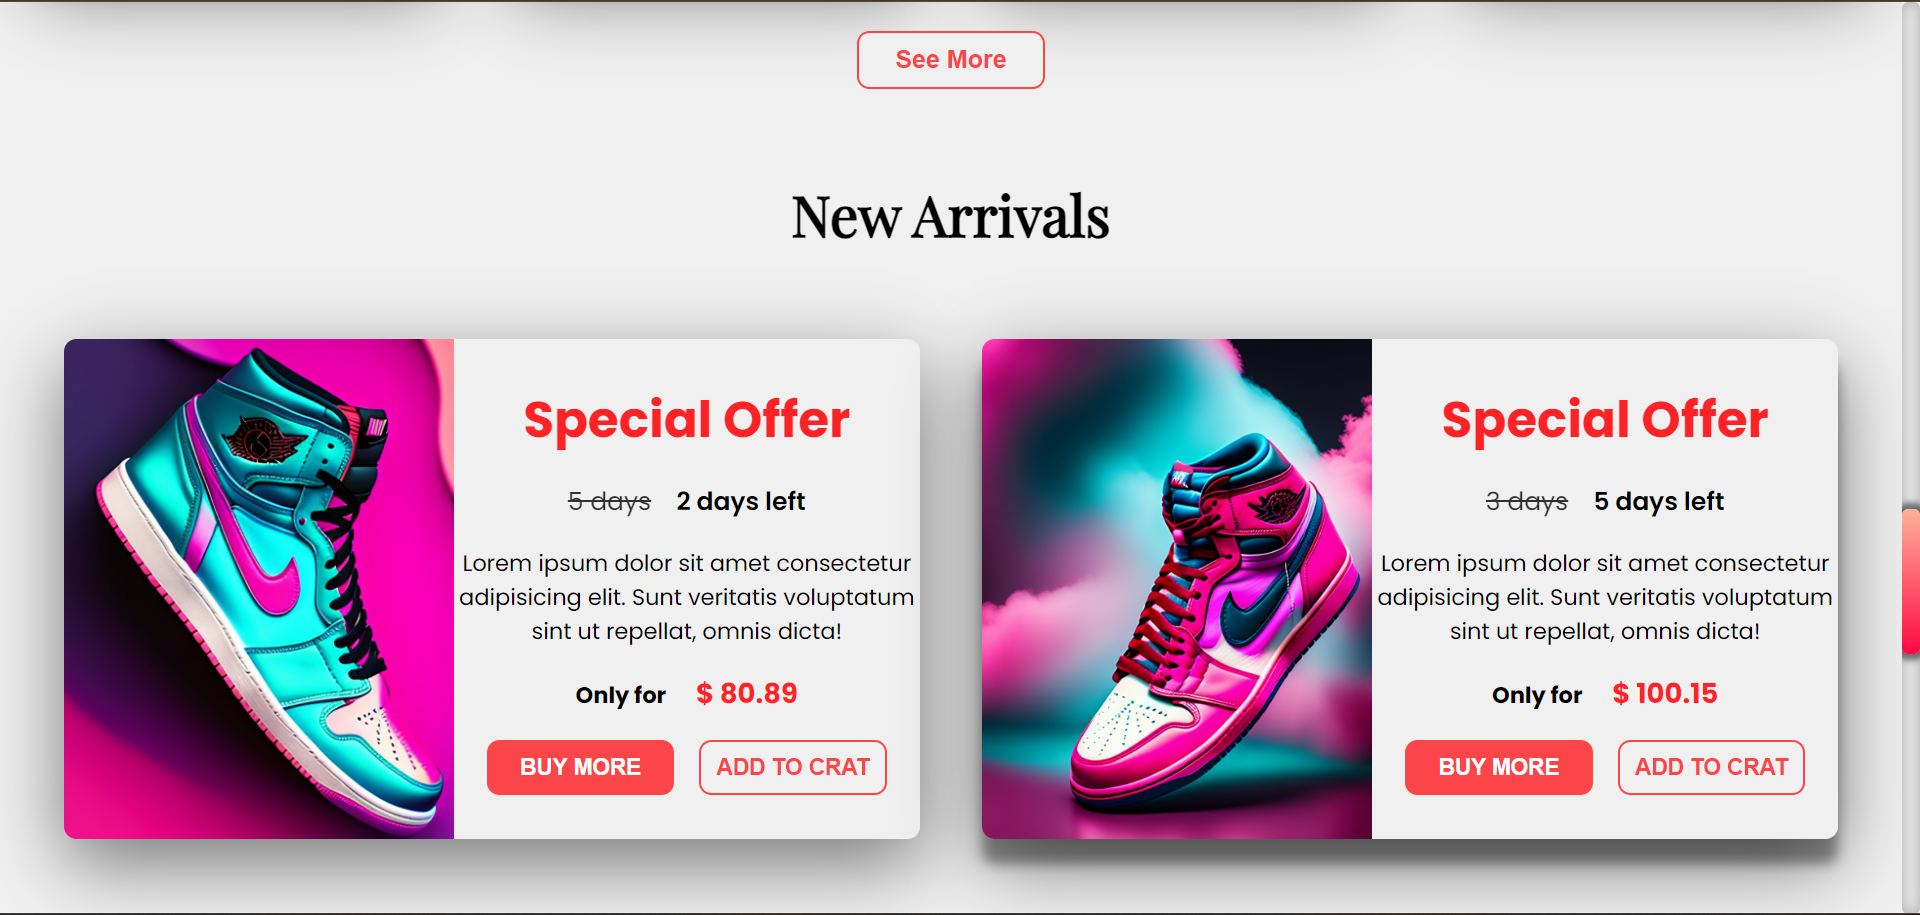 See More
New Arrivals
Special Offer
5 days 2 days left
Lorem ipsum dolor sit amet consectetur
adipisicing elit. Sunt veritatis voluptatum
sint ut repellat, omnis dicta!
Only for $ 80.89
BUY MORE ADD TO CRAT
Special Offer
3 days 5 days left
Lorem ipsum dolor sit amet consectetur
adipisicing elit. Sunt veritatis voluptatum
sint ut repellat, omnis dicta!
Only for $ 100.15
BUY MORE ADD TO CRAT